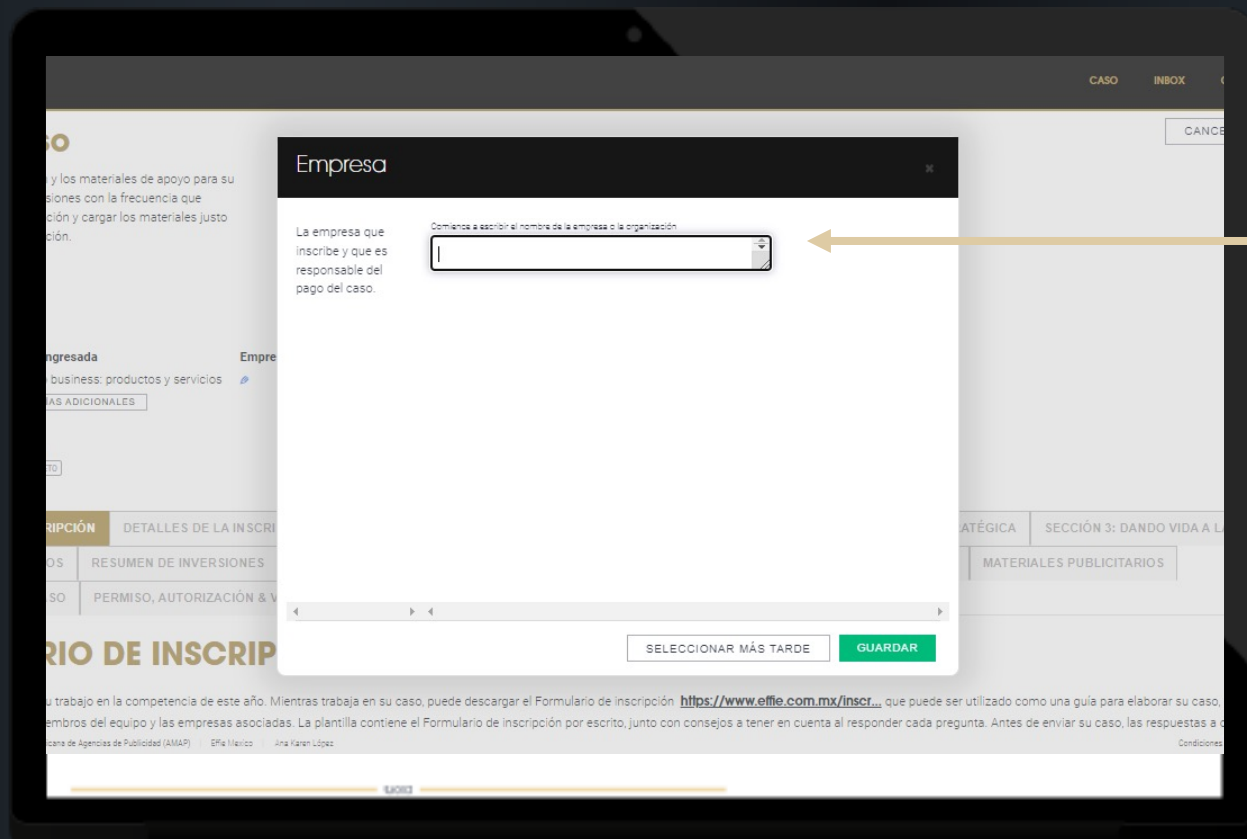 CASO INBOX
SO
CANCE
y los materiales de apoyo para su
siones con la frecuencia que
ción y cargar los materiales justo
ción.
Empresa
×
La empresa que
inscribe y que es
responsable del
pago del caso.
Comience a escribir el nombre de la empresa o la organización
ngresada Empre
business: productos y servicios
ÍAS ADICIONALES
ETO
RIPCIÓN DETALLES DE LA INSCRI ATÉGICA SECCIÓN 3: DANDO VIDA A L
OS RESUMEN DE INVERSIONES MATERIALES PUBLICITARIOS
SO PERMISO, AUTORIZACIÓN & V
SELECCIONAR MÁS TARDE GUARDAR
RIO DE INSCRIP
u trabajo en la competencia de este año. Mientras trabaja en su caso, puede descargar el Formulario de inscripción https://www.effie.com.mx/inscr... que puede ser utilizado como una guía para elaborar su caso,
embros del equipo y las empresas asociadas. La plantilla contiene el Formulario de inscripción por escrito, junto con consejos a tener en cuenta al responder cada pregunta. Antes de enviar su caso, las respuestas a c
icana de Agencias de Publicidad (AMAP) Effie Mexico Ana Karen López Condiciones